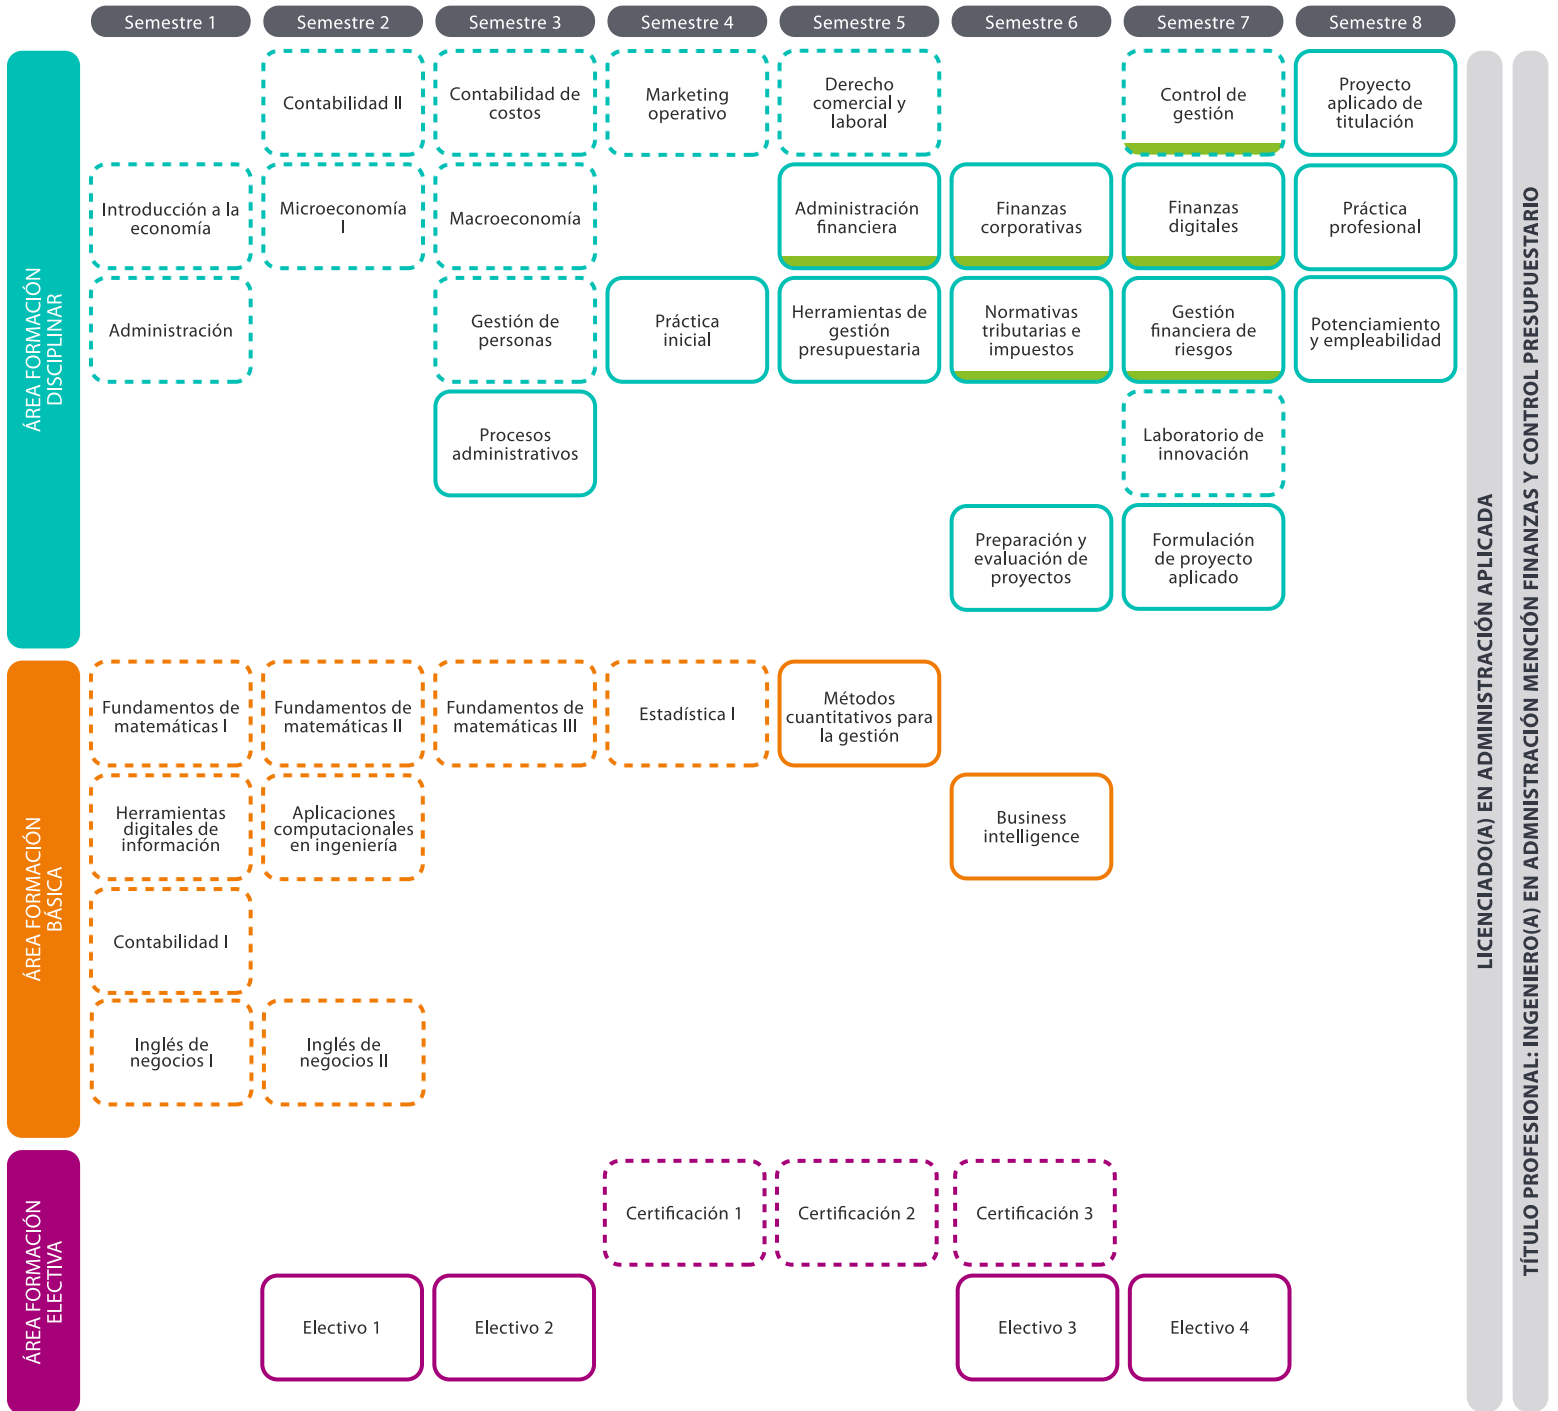 Semestre 1
Semestre 2
Semestre 3
Semestre 4
Semestre 5
Semestre 6
Semestre 7
Semestre 8
ÁREA FORMACIÓN
DISCIPLINAR
Contabilidad II
Contabilidad de
costos
Marketing
operativo
Derecho
comercial y
laboral
Control de
gestión
Proyecto
aplicado de
titulación
Introducción a la
economía
Microeconomía
I
Macroeconomía
Administración
financiera
Finanzas
corporativas
Finanzas
digitales
Práctica
profesional
Administración
Gestión de
personas
Práctica
inicial
Herramientas de
gestión
presupuestaria
Normativas
tributarias e
impuestos
Gestión
financiera de
riesgos
Potenciamiento
y empleabilidad
Procesos
administrativos
Laboratorio de
innovación
Preparación y
evaluación de
proyectos
Formulación
de proyecto
aplicado
ÁREA FORMACIÓN
BÁSICA
Fundamentos de
matemáticas I
Fundamentos de
matemáticas II
Fundamentos de
matemáticas III
Estadística I
Métodos
cuantitativos para
la gestión
Herramientas
digitales de
información
Aplicaciones
computacionales
en ingeniería
Business
intelligence
Contabilidad I
Inglés de
negocios I
Inglés de
negocios II
ÁREA FORMACIÓN
ELECTIVA
Certificación 1
Certificación 2
Certificación 3
Electivo 1
Electivo 2
Electivo 3
Electivo 4
LICENCIADO(A) EN ADMINISTRACIÓN APLICADA
TÍTULO PROFESIONAL: INGENIERO(A) EN ADMNISTRACIÓN MENCIÓN FINANZAS Y CONTROL PRESUPUESTARIO